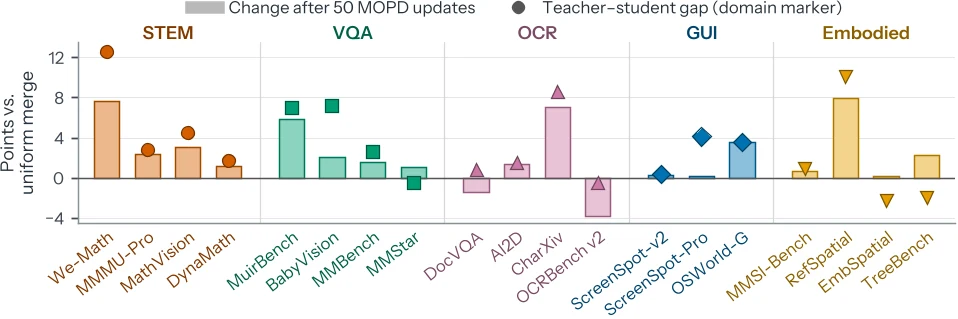 Change after 50 MOPD updates
Teacher–student gap (domain marker)
STEM
VQA
OCR
GUI
Embodied
Points vs.
uniform merge
12
8
4
0
−4
We-Math
MMMU-Pro
MathVision
DynaMath
MuirBench
BabyVision
MMBench
MMStar
DocVQA
AI2D
CharXiv
OCRBench v2
ScreenSpot-v2
ScreenSpot-Pro
OSWorld-G
MMSI-Bench
RefSpatial
EmbSpatial
TreeBench